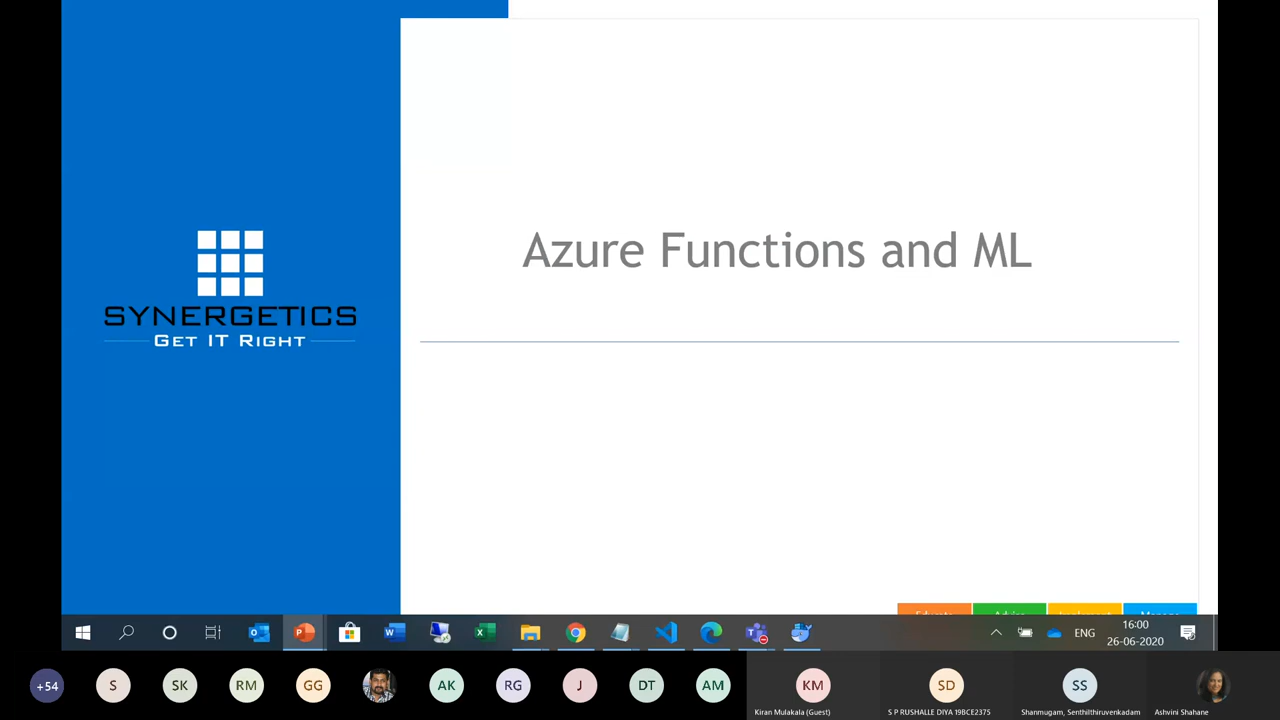 Azure Functions and ML
SYNERGETICS
GET IT RIGHT
16:00
ENG
26-06-2020
+54
S
SK
RM
GG
AK
RG
J
DT
AM
KM
SD
SS
Kiran Mulakala (Guest)
S P RUSHALLE DIYA 19BCE2375
Shanmugam, Senthilthiruvenkadam
Ashvini Shahane